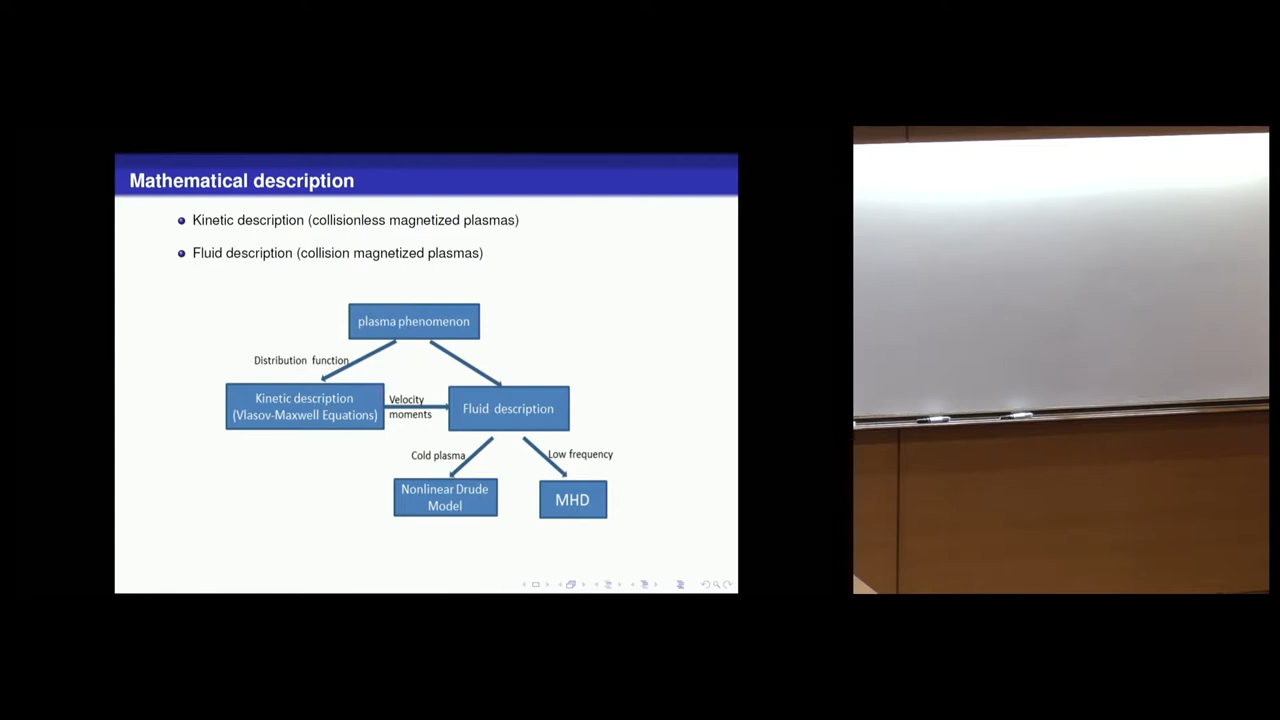 Mathematical description
Kinetic description (collisionless magnetized plasmas)
Fluid description (collision magnetized plasmas)
plasma phenomenon
Distribution function
Kinetic description
(Vlasov-Maxwell Equations)
Velocity
moments
Fluid description
Cold plasma
Low frequency
Nonlinear Drude
Model
MHD